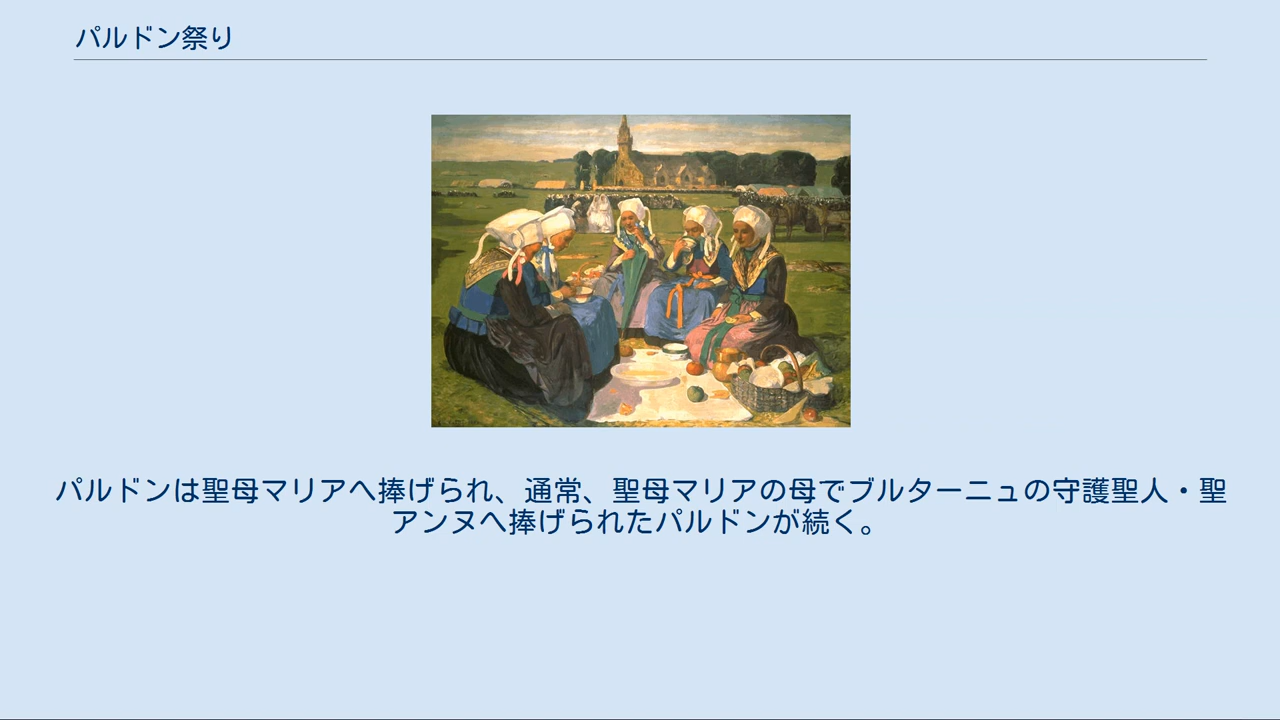 パルドン祭り
パルドンは聖母マリアへ捧げられ、通常、聖母マリアの母でブルターニュの守護聖人・聖
アンヌへ捧げられたパルドンが続く。